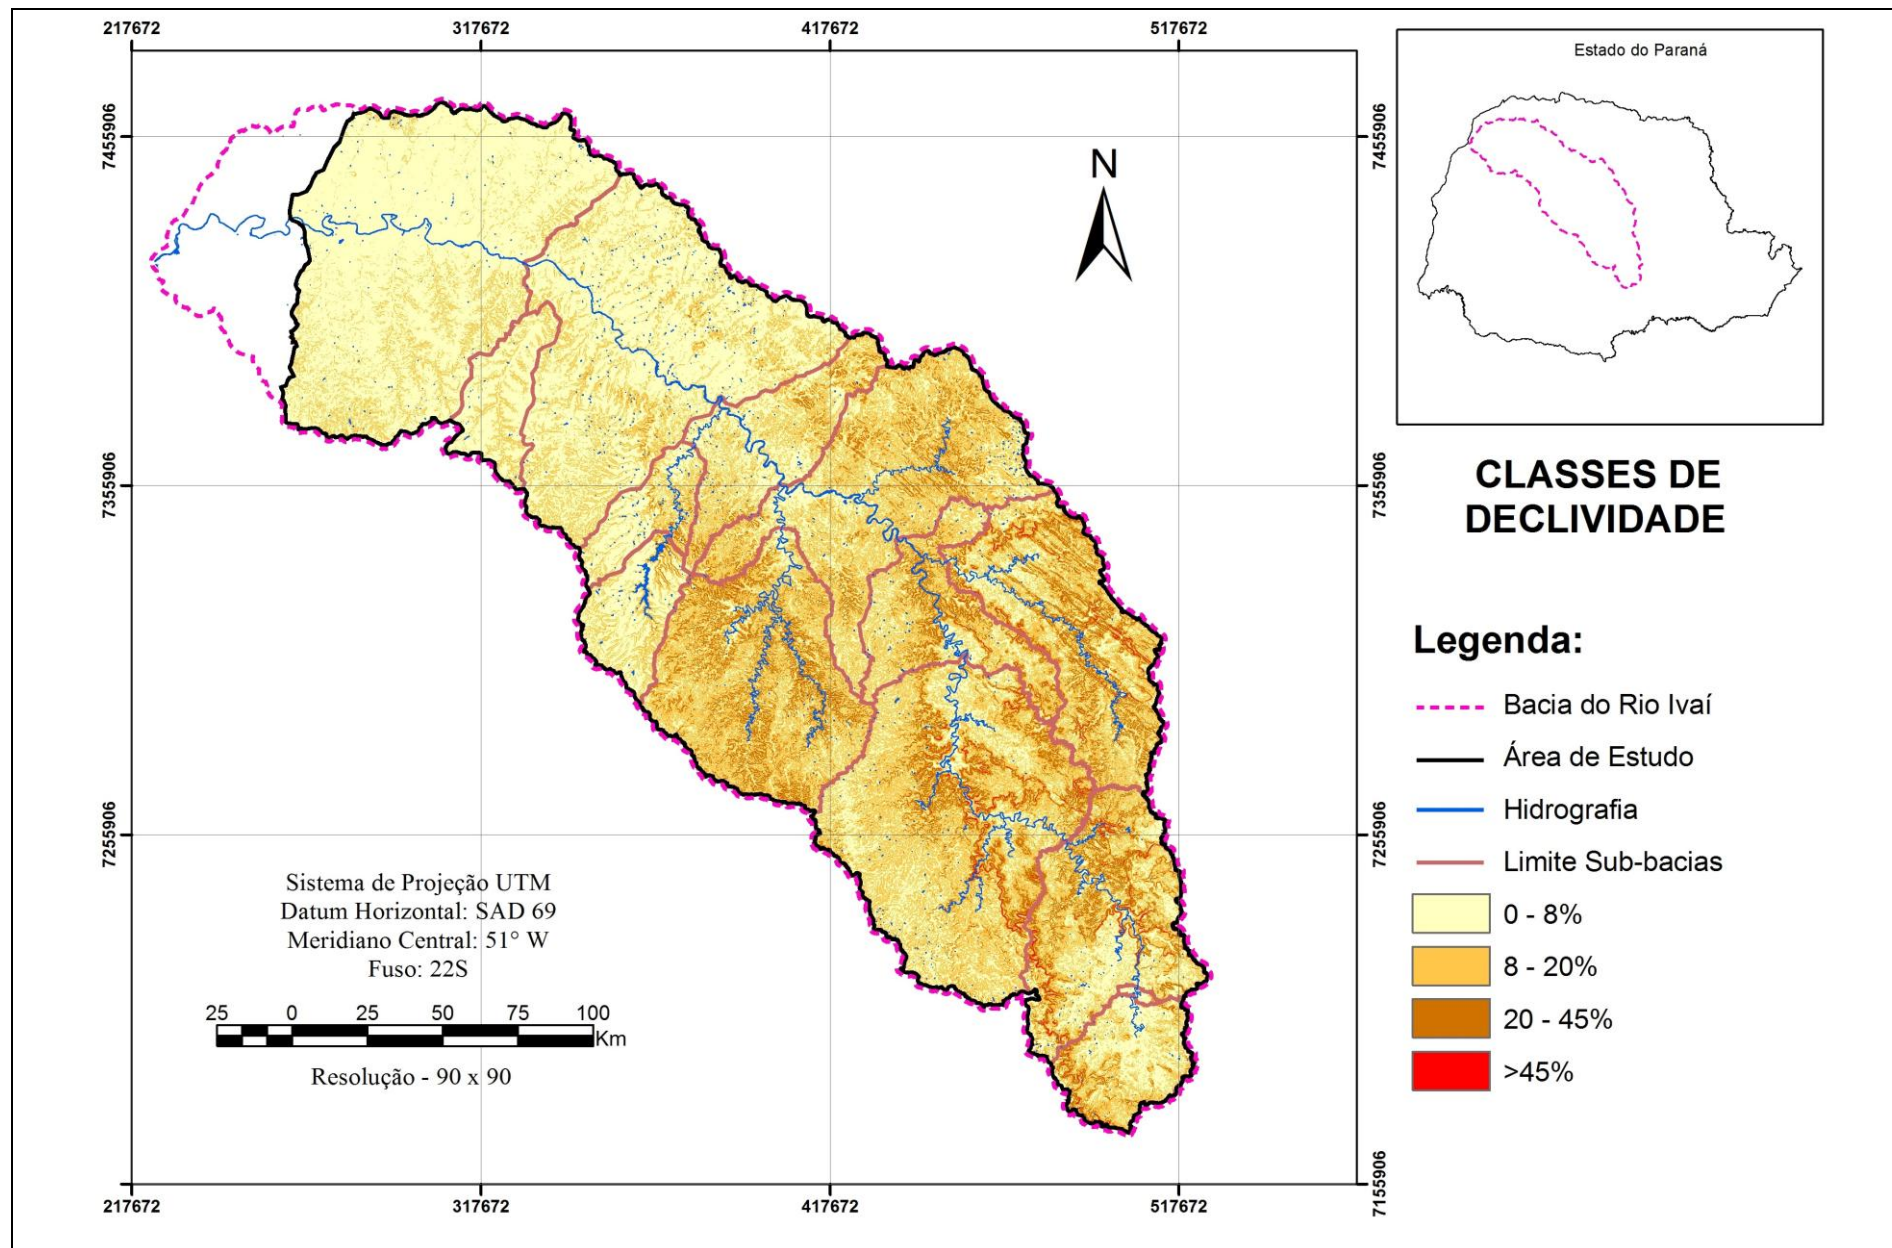 217672
317672
417672
517672
7455906
7455906
Estado do Paraná
N
7355906
7355906
CLASSES DE
DECLIVIDADE
Legenda:
Bacia do Rio Ivaí
Área de Estudo
Hidrografia
Limite Sub-bacias
0 - 8%
8 - 20%
20 - 45%
>45%
7255906
7255906
Sistema de Projeção UTM
Datum Horizontal: SAD 69
Meridiano Central: 51° W
Fuso: 22S
25 0 25 50 75 100
Km
Resolução - 90 x 90
7155906
217672
317672
417672
517672